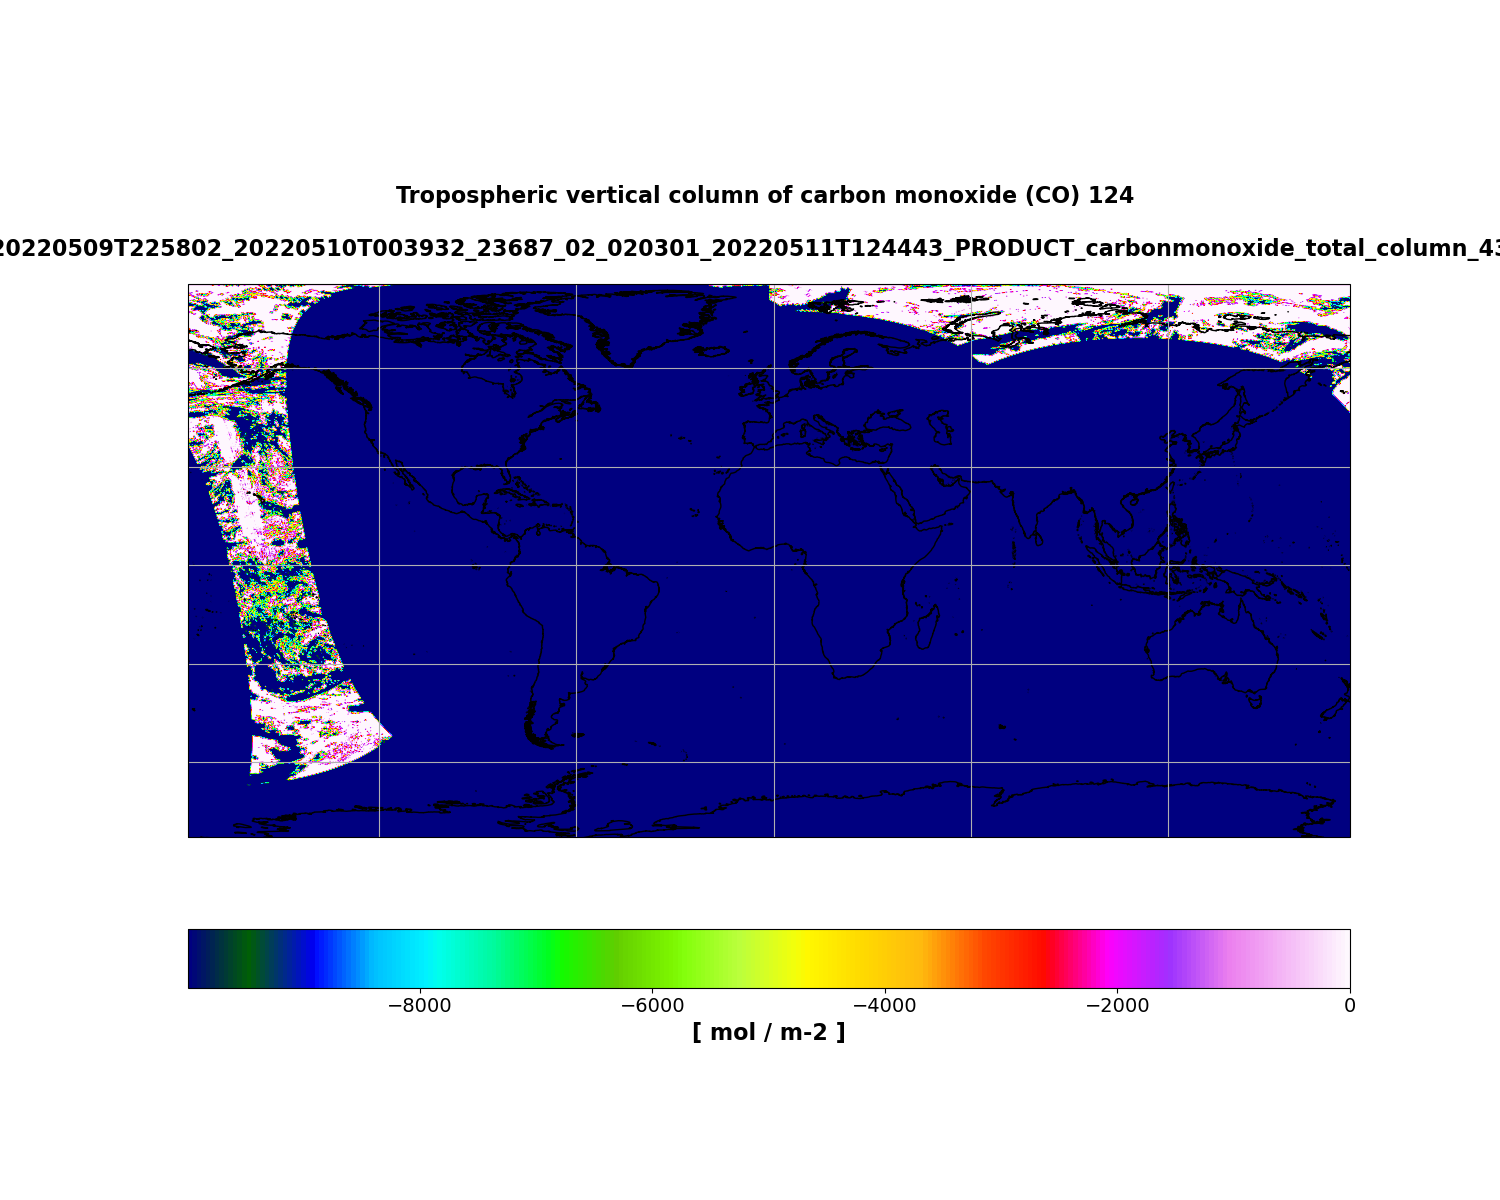 Tropospheric vertical column of carbon monoxide (CO) 124
20220509T225802_20220510T003932_23687_02_020301_20220511T124443_PRODUCT_carbonmonoxide_total_column_43
−8000 −6000 −4000 −2000 0
[ mol / m-2 ]